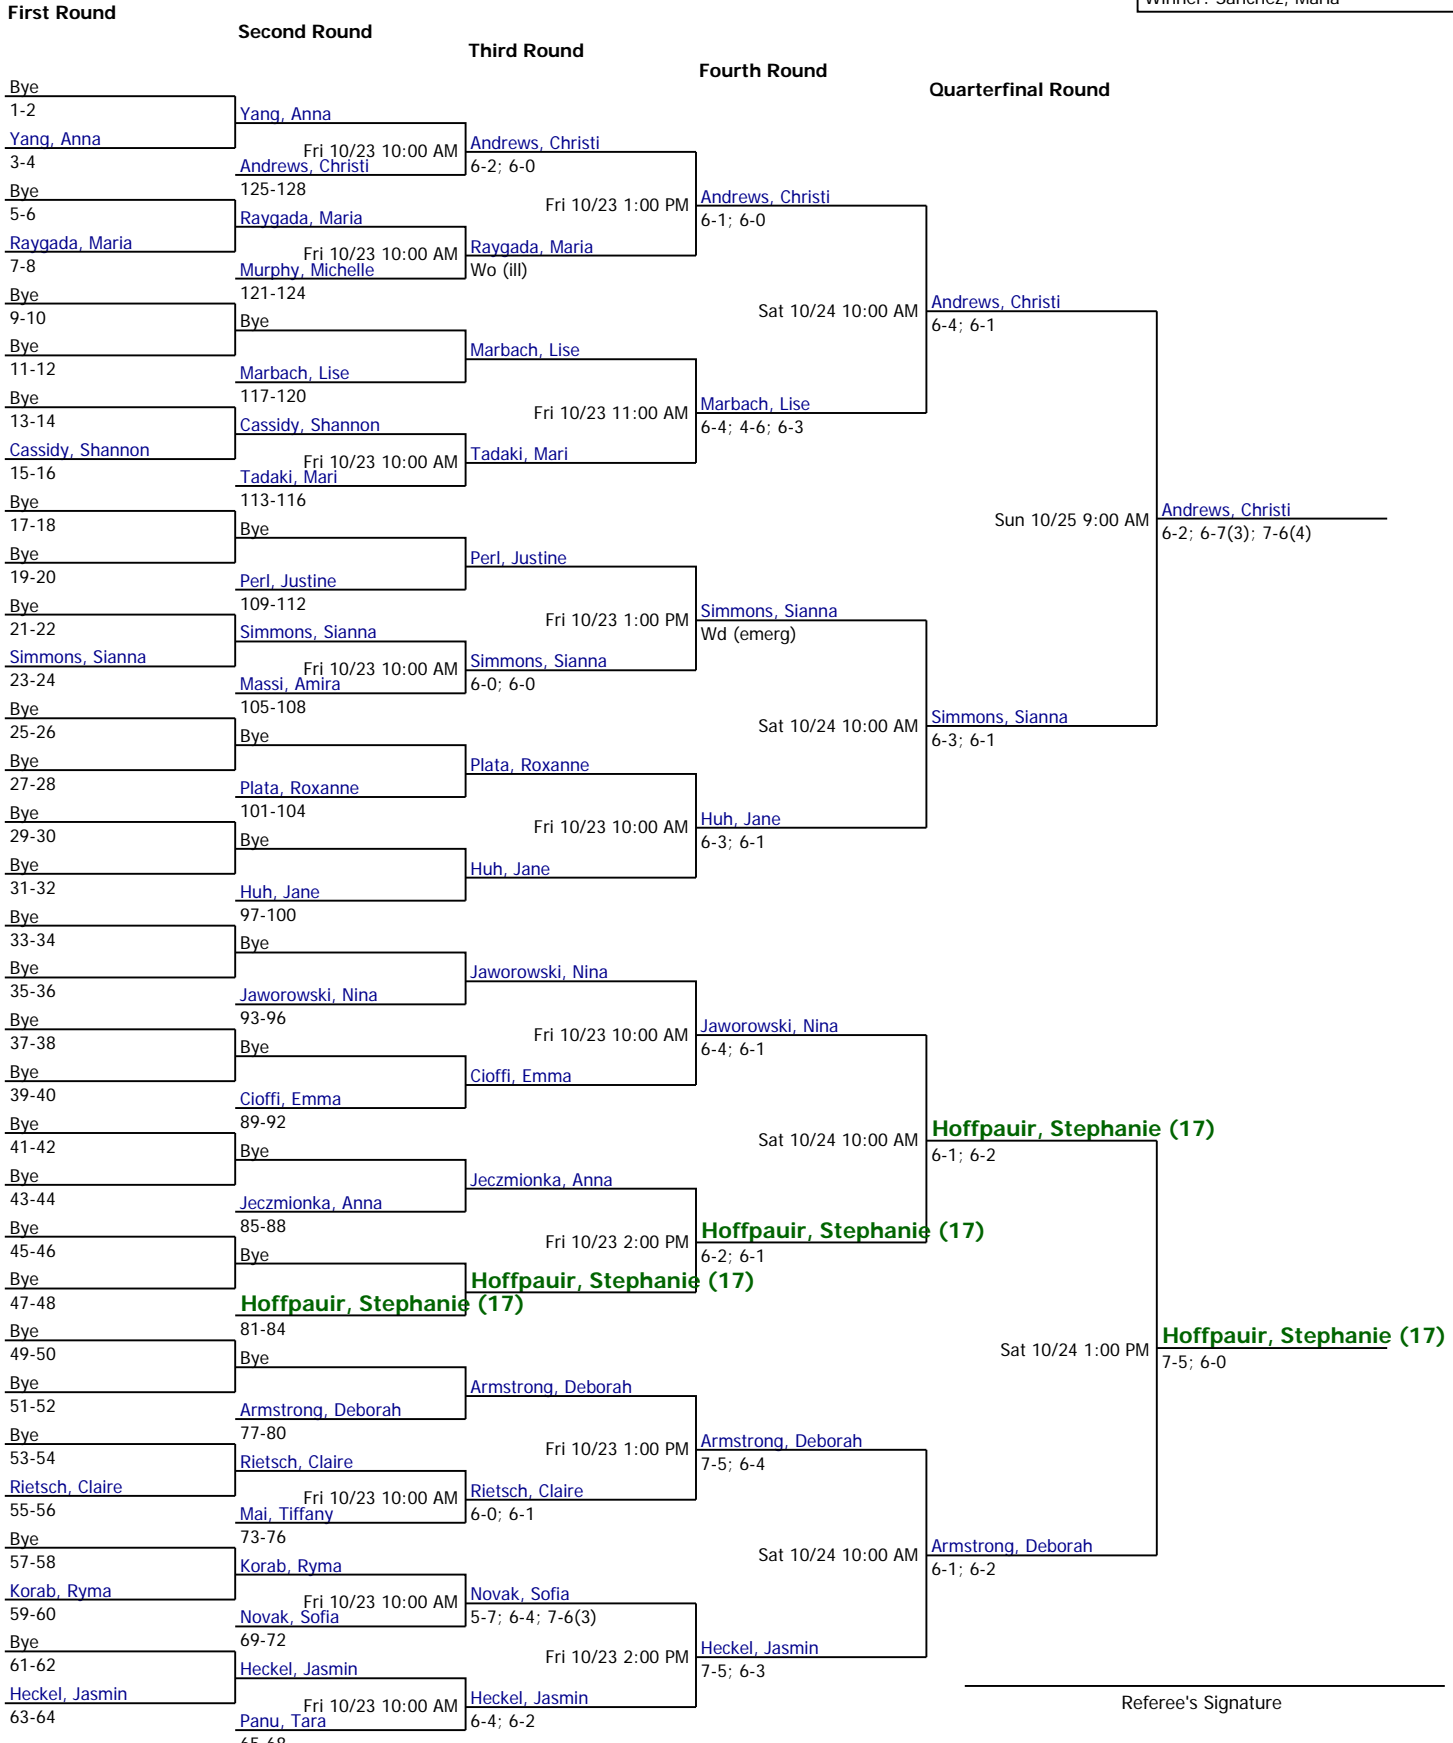 Winner: Sanchez, Maria
First Round
Second Round
Third Round
Fourth Round
Quarterfinal Round
Bye
1-2
Yang, Anna
3-4
Bye
5-6
Raygada, Maria
7-8
Bye
9-10
Bye
11-12
Bye
13-14
Cassidy, Shannon
15-16
Bye
17-18
Bye
19-20
Bye
21-22
Simmons, Sianna
23-24
Bye
25-26
Bye
27-28
Bye
29-30
Bye
31-32
Bye
33-34
Bye
35-36
Bye
37-38
Bye
39-40
Bye
41-42
Bye
43-44
Bye
45-46
Bye
47-48
Bye
49-50
Bye
51-52
Bye
53-54
Rietsch, Claire
55-56
Bye
57-58
Korab, Ryma
59-60
Bye
61-62
Heckel, Jasmin
63-64
Yang, Anna
Fri 10/23 10:00 AM
Andrews, Christi
125-128
Raygada, Maria
Fri 10/23 10:00 AM
Murphy, Michelle
121-124
Bye
Marbach, Lise
117-120
Cassidy, Shannon
Fri 10/23 10:00 AM
Tadaki, Mari
113-116
Bye
Perl, Justine
109-112
Simmons, Sianna
Fri 10/23 10:00 AM
Massi, Amira
105-108
Bye
Plata, Roxanne
101-104
Bye
Huh, Jane
97-100
Bye
Jaworowski, Nina
93-96
Bye
Cioffi, Emma
89-92
Bye
Jeczmionka, Anna
85-88
Bye
Hoffpauir, Stephanie (17)
81-84
Bye
Armstrong, Deborah
77-80
Rietsch, Claire
Fri 10/23 10:00 AM
Mai, Tiffany
73-76
Korab, Ryma
Fri 10/23 10:00 AM
Novak, Sofia
69-72
Heckel, Jasmin
Fri 10/23 10:00 AM
Panu, Tara
65-68
Andrews, Christi
6-2; 6-0
Fri 10/23 1:00 PM
Raygada, Maria
Wo (ill)
Marbach, Lise
Fri 10/23 11:00 AM
Tadaki, Mari
Perl, Justine
Fri 10/23 1:00 PM
Simmons, Sianna
6-0; 6-0
Plata, Roxanne
Fri 10/23 10:00 AM
Huh, Jane
Jaworowski, Nina
Fri 10/23 10:00 AM
Cioffi, Emma
Jeczmionka, Anna
Fri 10/23 2:00 PM
Hoffpauir, Stephanie (17)
Armstrong, Deborah
Fri 10/23 1:00 PM
Rietsch, Claire
6-0; 6-1
Novak, Sofia
5-7; 6-4; 7-6(3)
Fri 10/23 2:00 PM
Heckel, Jasmin
6-4; 6-2
Andrews, Christi
6-1; 6-0
Sat 10/24 10:00 AM
Marbach, Lise
6-4; 4-6; 6-3
Simmons, Sianna
Wd (emerg)
Sat 10/24 10:00 AM
Huh, Jane
6-3; 6-1
Jaworowski, Nina
6-4; 6-1
Sat 10/24 10:00 AM
Hoffpauir, Stephanie (17)
6-2; 6-1
Armstrong, Deborah
7-5; 6-4
Sat 10/24 10:00 AM
Heckel, Jasmin
7-5; 6-3
Andrews, Christi
6-4; 6-1
Sun 10/25 9:00 AM
Simmons, Sianna
6-3; 6-1
Hoffpauir, Stephanie (17)
6-1; 6-2
Sat 10/24 1:00 PM
Armstrong, Deborah
6-1; 6-2
Andrews, Christi
6-2; 6-7(3); 7-6(4)
Hoffpauir, Stephanie (17)
7-5; 6-0
Referee's Signature